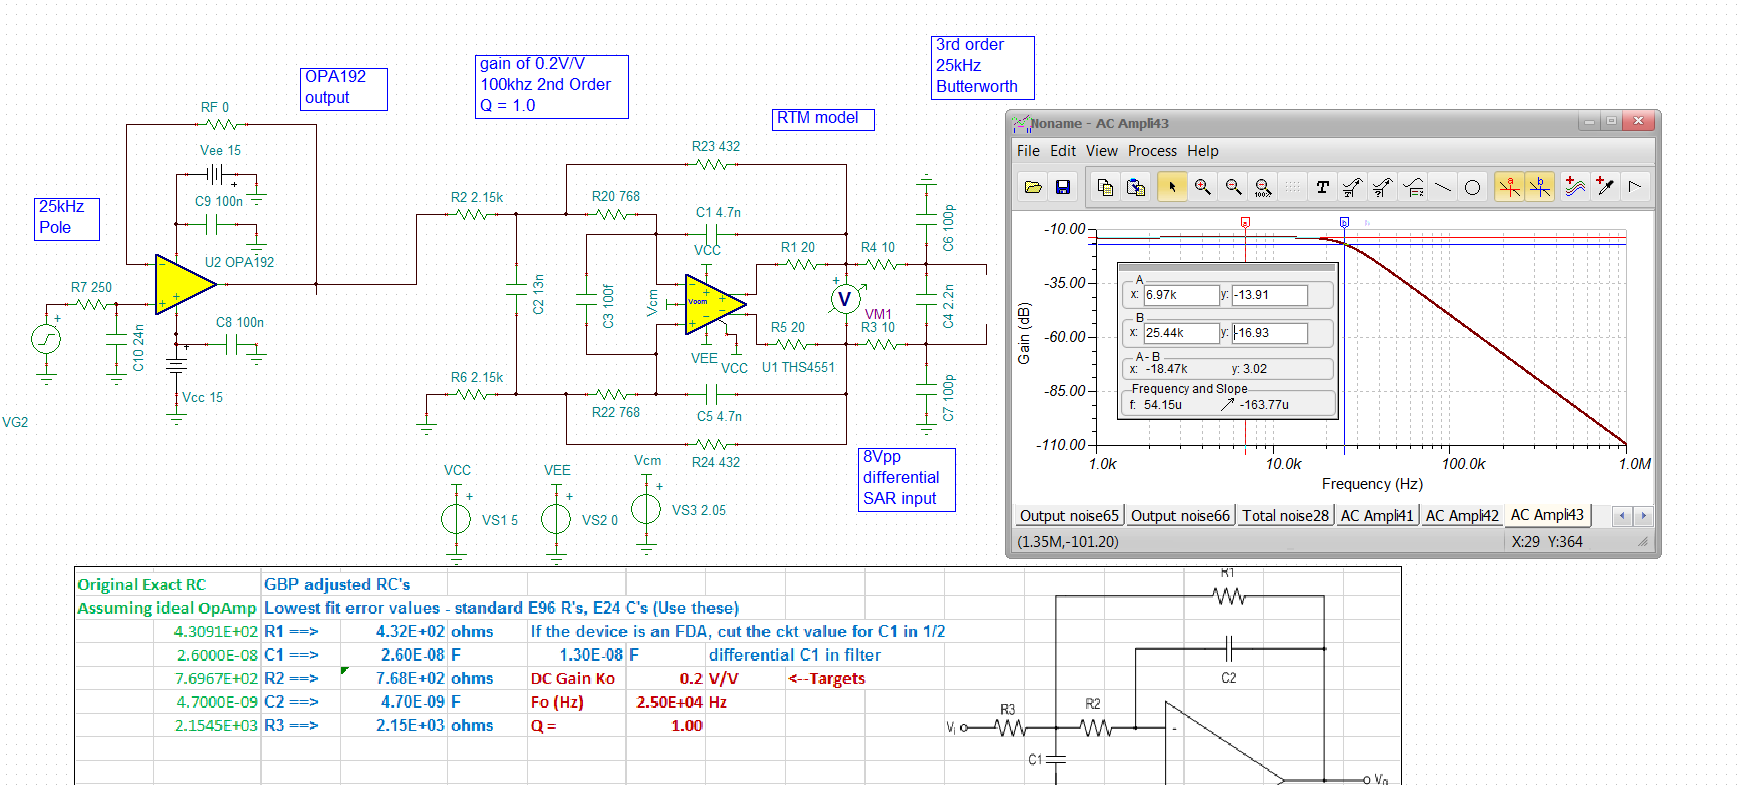 3rd order
25kHz
Butterworth
gain of 0.2V/V
100khz 2nd Order
Q = 1.0
OPA192
output
RTM model
RF 0
Vee 15
C9 100n
25kHz
Pole
U2 OPA192
R7 250
C10 24n
C8 100n
Vcc 15
VG2
R2 2.15k
R20 768
R23 432
C1 4.7n
VCC
R1 20
R4 10
C6 100p
C2 13n
C3 100f
Vcm
Vocm
V
VM1
C4 2.2n
R5 20
R3 10
VEE
VCC
U1 THS4551
R6 2.15k
R22 768
C5 4.7n
C7 100p
R24 432
8Vpp
differential
SAR input
VCC
VS1 5
VEE
VS2 0
Vcm
VS3 2.05
Noname - AC Ampli43
File Edit View Process Help
100%
T
a
b
a
b
Gain (dB)
-10.00
-35.00
-60.00
-85.00
-110.00
A
x: 6.97k y: -13.91
B
x: 25.44k y: -16.93
A - B
x: -18.47k y: 3.02
Frequency and Slope
f: 54.15u -163.77u
1.0k 10.0k 100.0k 1.0M
Frequency (Hz)
Output noise65 Output noise66 Total noise28 AC Ampli41 AC Ampli42 AC Ampli43
(1.35M,-101.20) X:29 Y:364
Original Exact RC GBP adjusted RC's
Assuming ideal OpAmp Lowest fit error values - standard E96 R's, E24 C's (Use these)
4.3091E+02 R1 ==> 4.32E+02 ohms If the device is an FDA, cut the ckt value for C1 in 1/2
2.6000E-08 C1 ==> 2.60E-08 F 1.30E-08 F differential C1 in filter
7.6967E+02 R2 ==> 7.68E+02 ohms DC Gain Ko 0.2 V/V <--Targets
4.7000E-09 C2 ==> 4.70E-09 F Fo (Hz) 2.50E+04 Hz
2.1545E+03 R3 ==> 2.15E+03 ohms Q = 1.00
R1
C2
R3
R2
Vi
C1
Vo